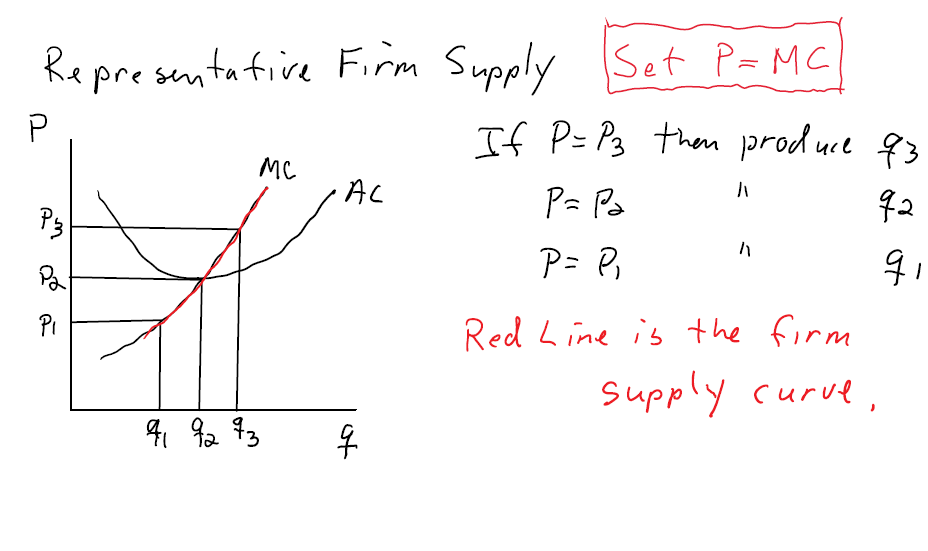 Representative Firm Supply
Set P=MC
If P=P3 then produce q3
P=P2 " q2
P=P1 " q1
Red Line is the firm
supply curve.
P
MC
AC
P3
P2
P1
q1 q2 q3 q